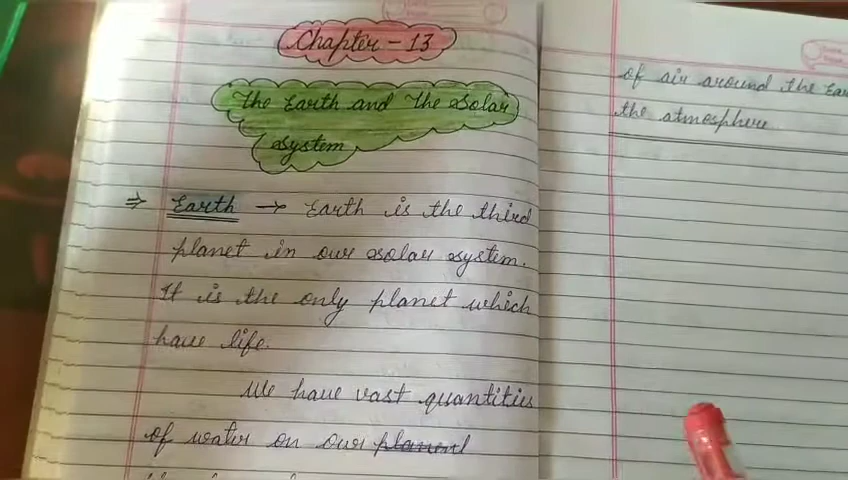 Chapter - 13
The Earth and The Solar
System
⇒ Earth → Earth is the third
planet in our solar system.
It is the only planet which
have life.
We have vast quantities
of water on our
of air around the Ear
the atmosphere